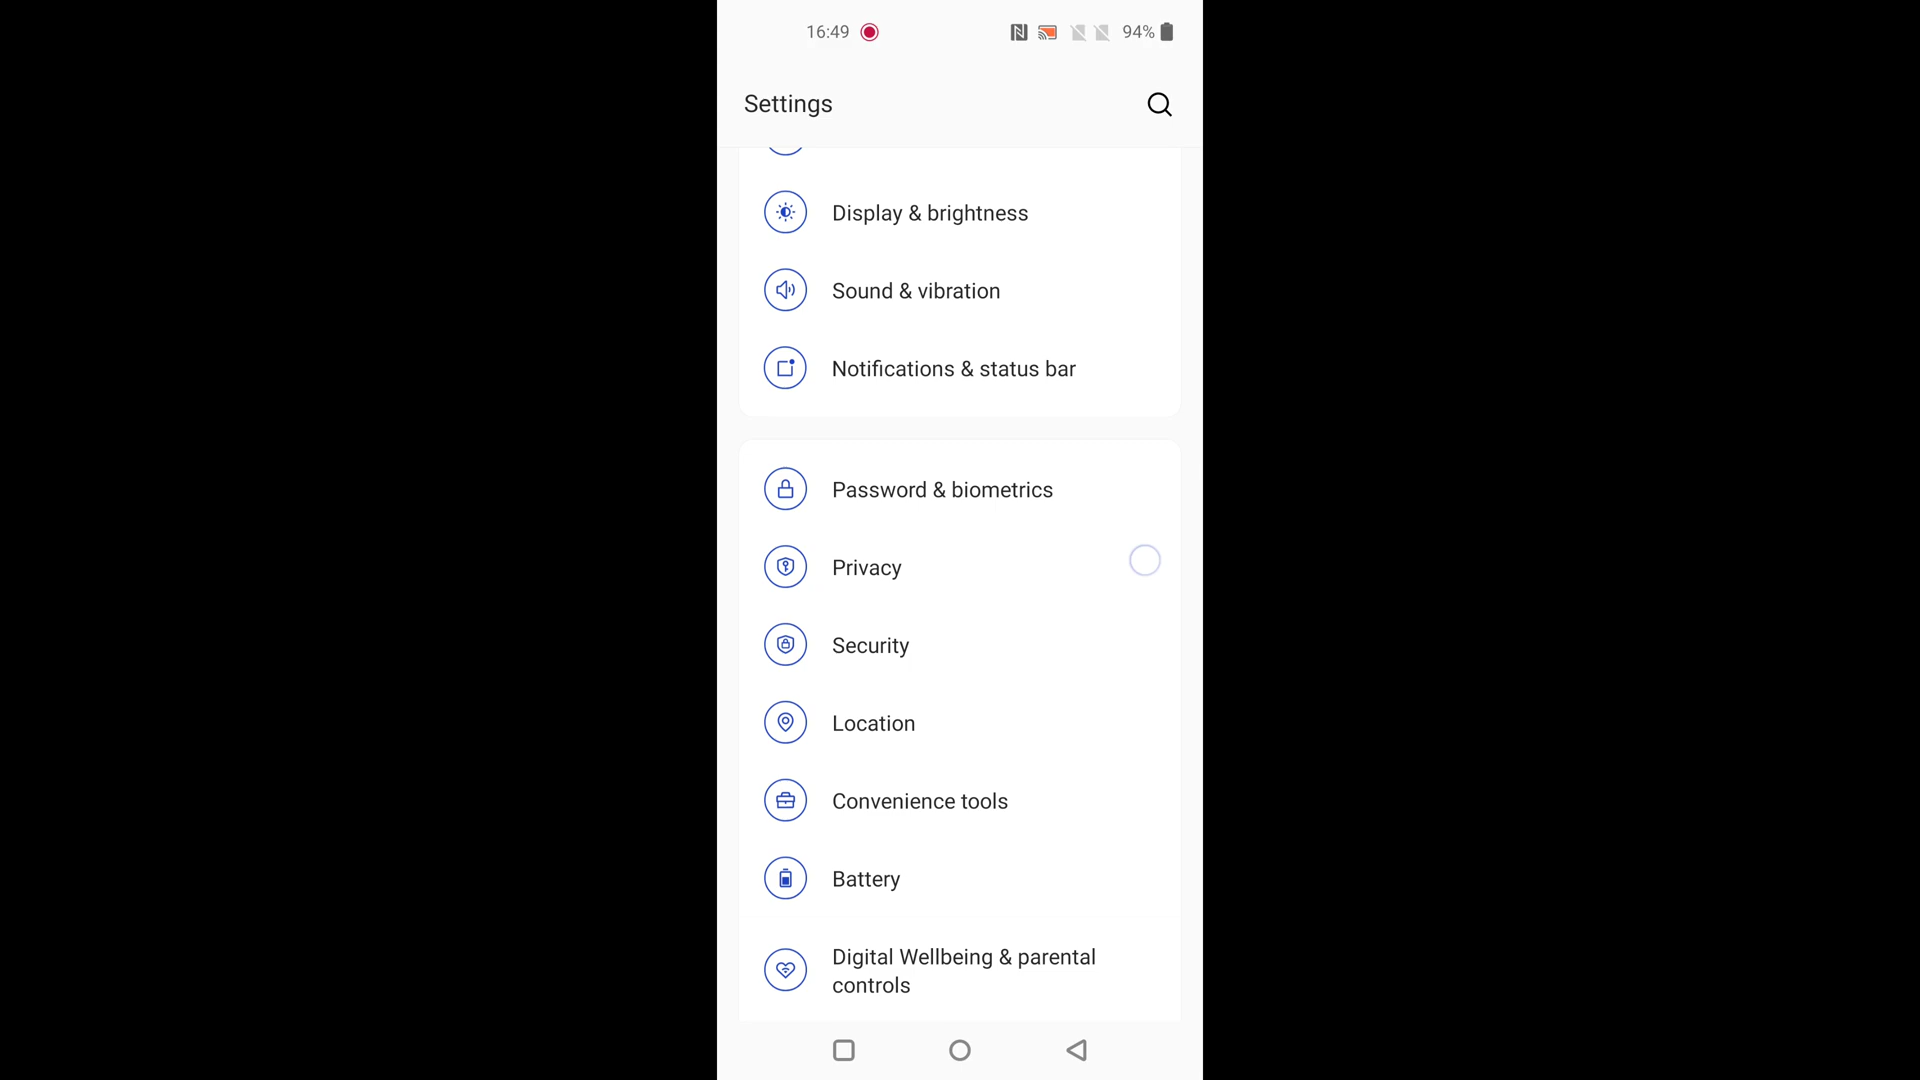 16:49
94%
Settings
Display & brightness
Sound & vibration
Notifications & status bar
Password & biometrics
Privacy
Security
Location
Convenience tools
Battery
Digital Wellbeing & parental
controls